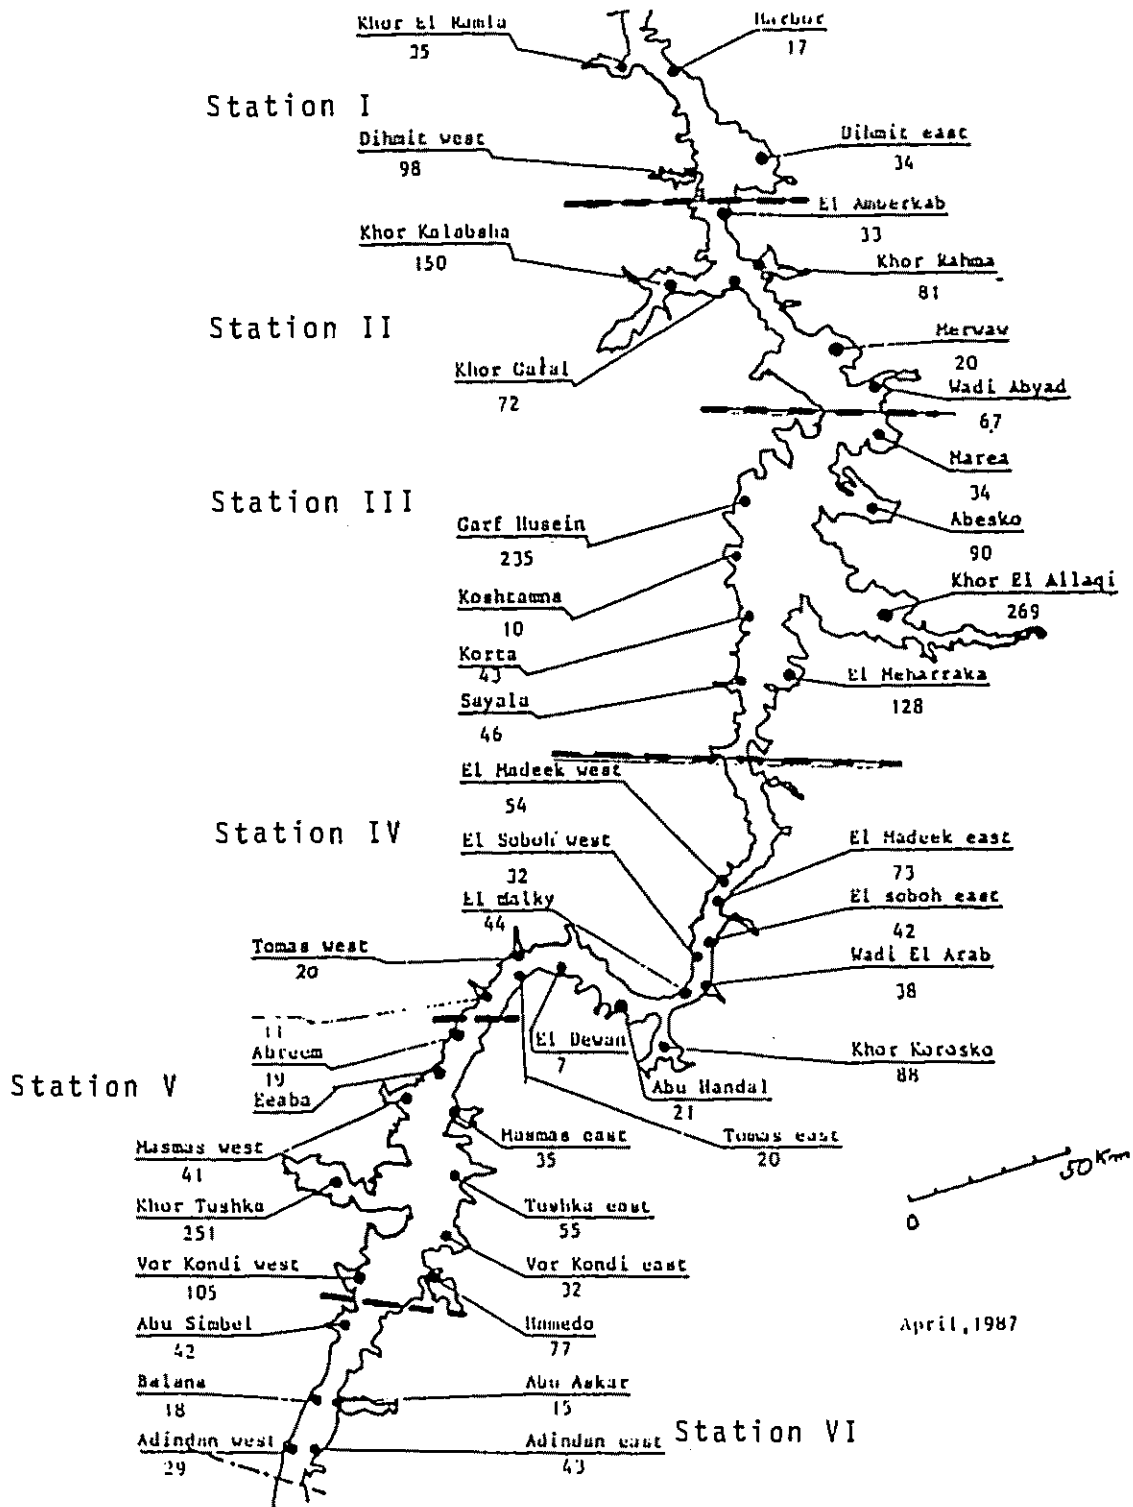 Khor El Ramla
35
Harbor
17
Station I
Dihmit west
98
Dihmit east
34
El Amberkab
33
Khor Kalabsha
150
Khor Rahma
81
Station II
Merwaw
20
Khor Galal
72
Wadi Abyad
67
Marea
34
Station III
Garf Husein
235
Abesko
90
Khor El Allaqi
269
Koshtamna
10
Korta
43
El Meharraka
128
Sayala
46
El Madeek west
54
Station IV
El Soboh west
32
El Madeek east
73
El Malky
44
El soboh east
42
Tomas west
20
Wadi El Arab
38
11
El Dewan
7
Abreem
19
Khor Korosko
88
Station V
Eeaba
Abu Handal
21
Masmas west
41
Masmas east
35
Tomas east
20
50 Km
0
Khor Tushka
251
Tushka east
55
Vor Kondi west
105
Vor Kondi east
32
Abu Simbel
42
Hamedo
77
April, 1987
Balana
18
Abu Askar
15
Station VI
Adindan west
29
Adindan east
43